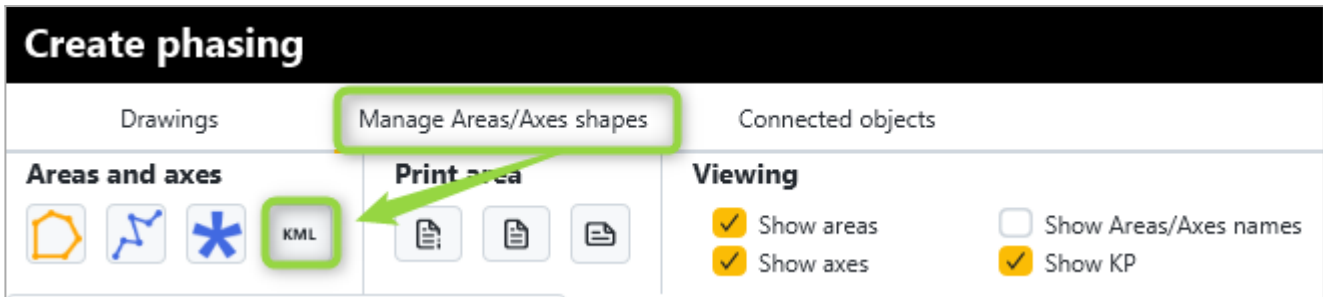 Create phasing
Drawings
Manage Areas/Axes shapes
Connected objects
Areas and axes
KML
Print area
Viewing
Show areas
Show Areas/Axes names
Show axes
Show KP